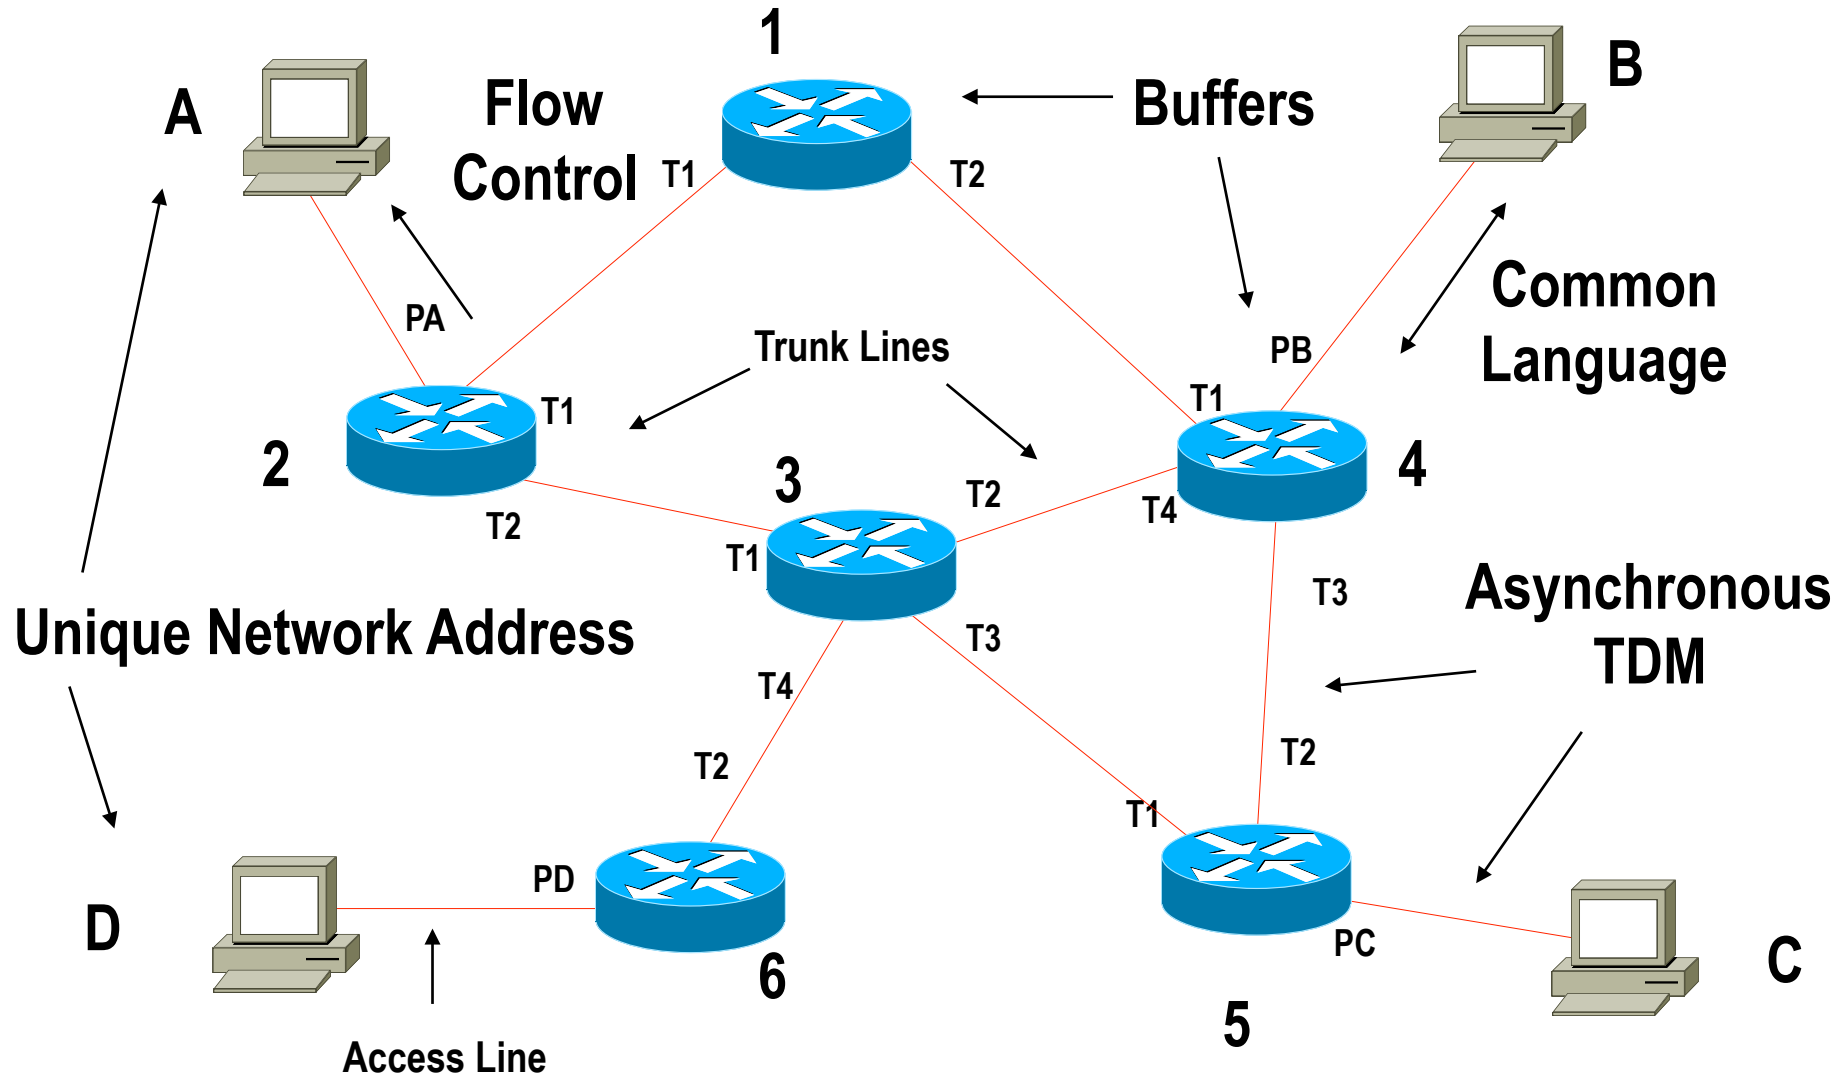 1
B
A
Flow
Control
Buffers
T1
T2
Common
Language
PA
Trunk Lines
PB
T1
T1
2
3
T2
4
T2
T4
T1
Asynchronous
TDM
T3
Unique Network Address
T3
T4
T2
T2
T1
PD
D
PC
C
6
5
Access Line